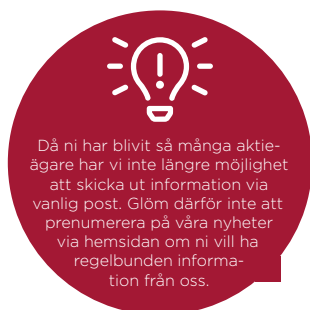 Då ni har blivit så många aktie-
ägare har vi inte längre möjlighet
att skicka ut information via
vanlig post. Glöm därför inte att
prenumerera på våra nyheter
via hemsidan om ni vill ha
regelbunden informa-
tion från oss.